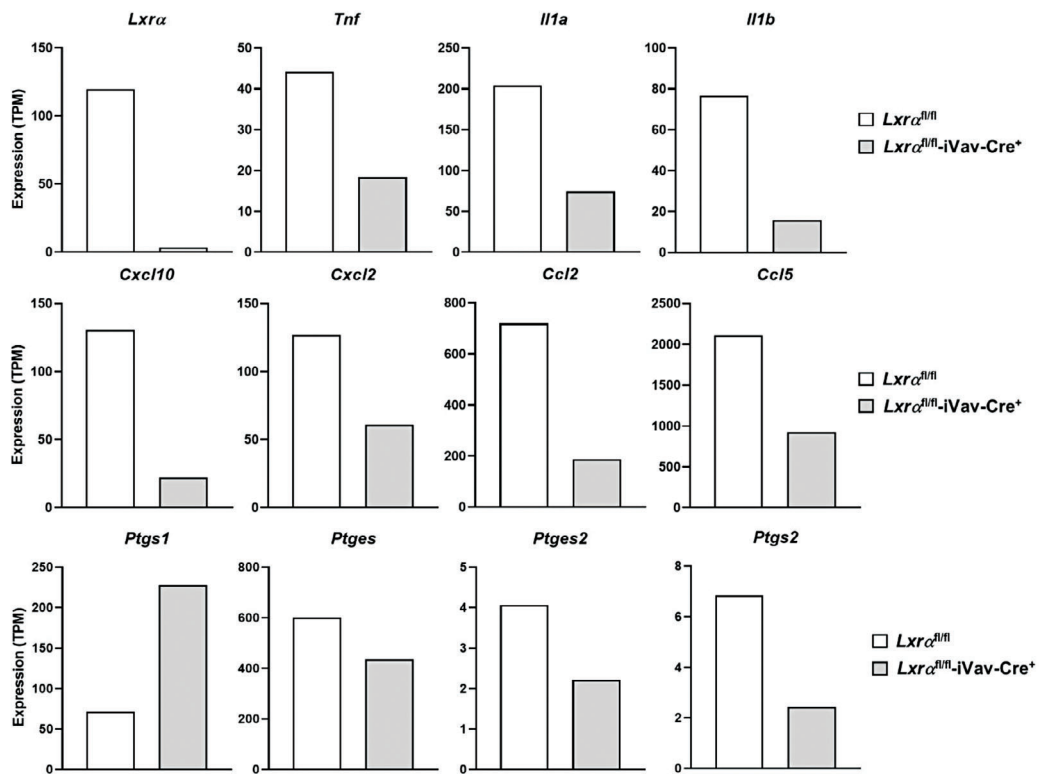 Lxrα Tnf Il1a Il1b
150 50 250 100
40 200 80
100 30 150 60
Expression (TPM)
20 100 40
50 10 50 20
0 0 0 0
Lxrα^fl/fl
Lxrα^fl/fl-iVav-Cre+
Cxcl10 Cxcl2 Ccl2 Ccl5
150 150 800 2500
2000
100 100 600 1500
Expression (TPM)
400 1000
50 50 200 500
0 0 0 0
Lxrα^fl/fl
Lxrα^fl/fl-iVav-Cre+
Ptgs1 Ptges Ptges2 Ptgs2
250 800 5 8
200 600 4 6
150 3
Expression (TPM)
100 400 2 4
50 200 1 2
0 0 0 0
Lxrα^fl/fl
Lxrα^fl/fl-iVav-Cre+